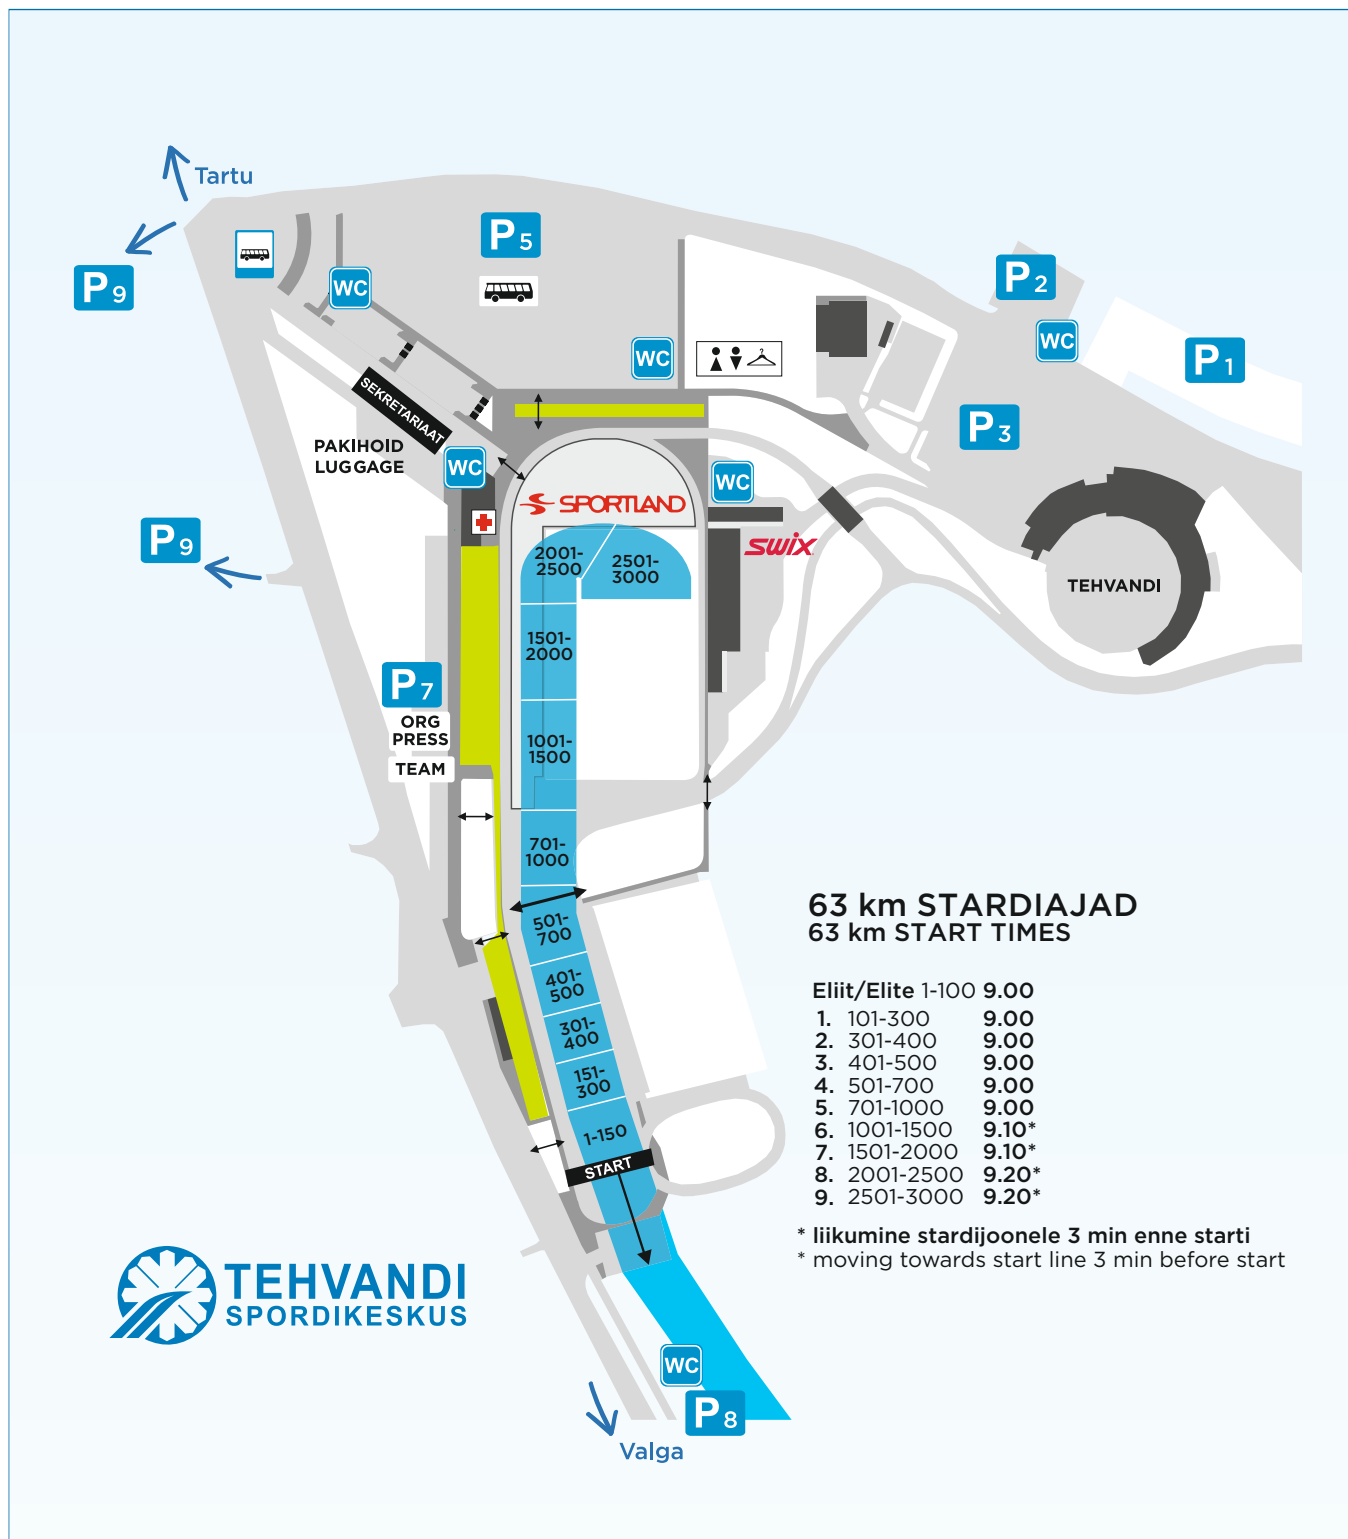 Tartu
P5
P9
WC
P2
WC
WC
P1
SEKRETARIAAT
P3
PAKIHOID
LUGGAGE
WC
WC
SPORTLAND
P9
swix
2001-
2500
2501-
3000
TEHVANDI
1501-
2000
P7
ORG
PRESS
TEAM
1001-
1500
701-
1000
501-
700
401-
500
301-
400
151-
300
1-150
START
63 km STARDIAJAD
63 km START TIMES
Eliit/Elite 1-100 9.00
1. 101-300 9.00
2. 301-400 9.00
3. 401-500 9.00
4. 501-700 9.00
5. 701-1000 9.00
6. 1001-1500 9.10*
7. 1501-2000 9.10*
8. 2001-2500 9.20*
9. 2501-3000 9.20*
* liikumine stardijoonele 3 min enne starti
* moving towards start line 3 min before start
TEHVANDI
SPORDIKESKUS
WC
P8
Valga